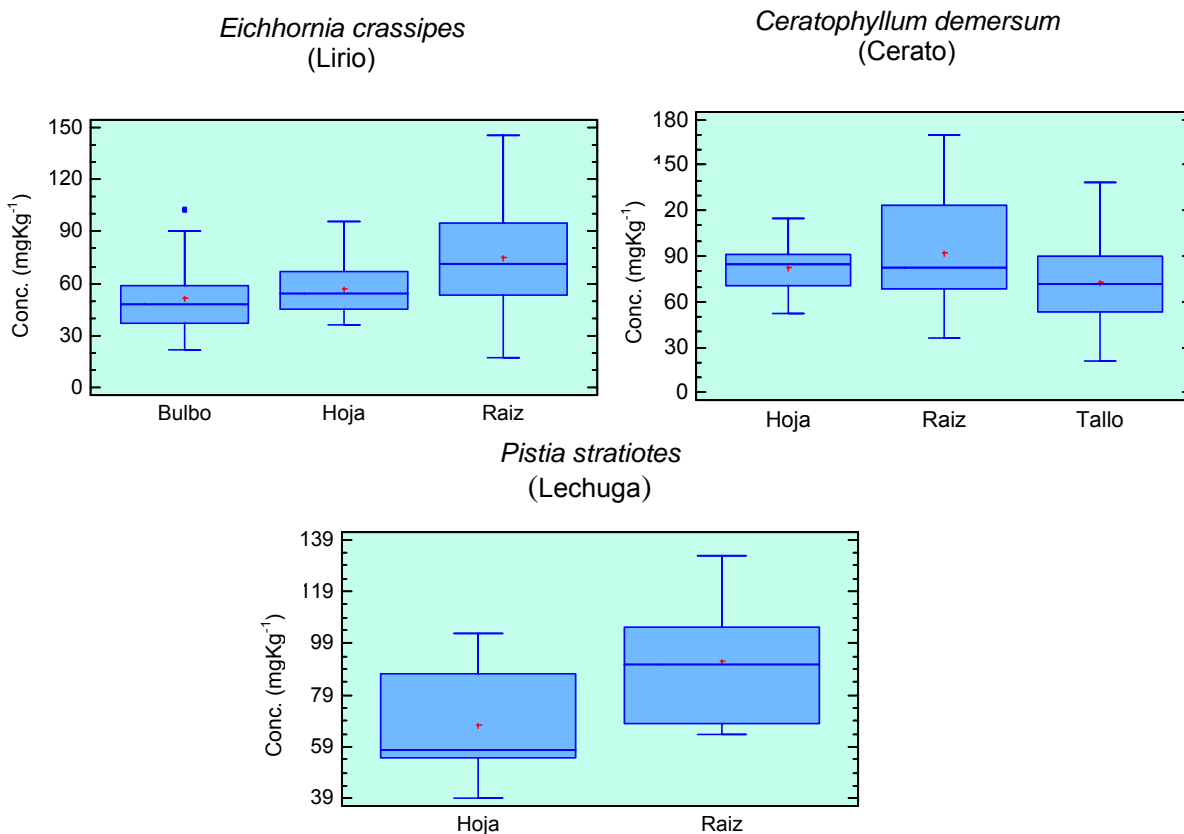 Eichhornia crassipes
(Lirio)
Conc. (mgKg-1)
150
120
90
60
30
0
Bulbo Hoja Raiz
Ceratophyllum demersum
(Cerato)
Conc. (mgKg-1)
180
150
20
90
60
30
0
Hoja Raiz Tallo
Pistia stratiotes
(Lechuga)
Conc. (mgKg-1)
139
119
99
79
59
39
Hoja Raiz